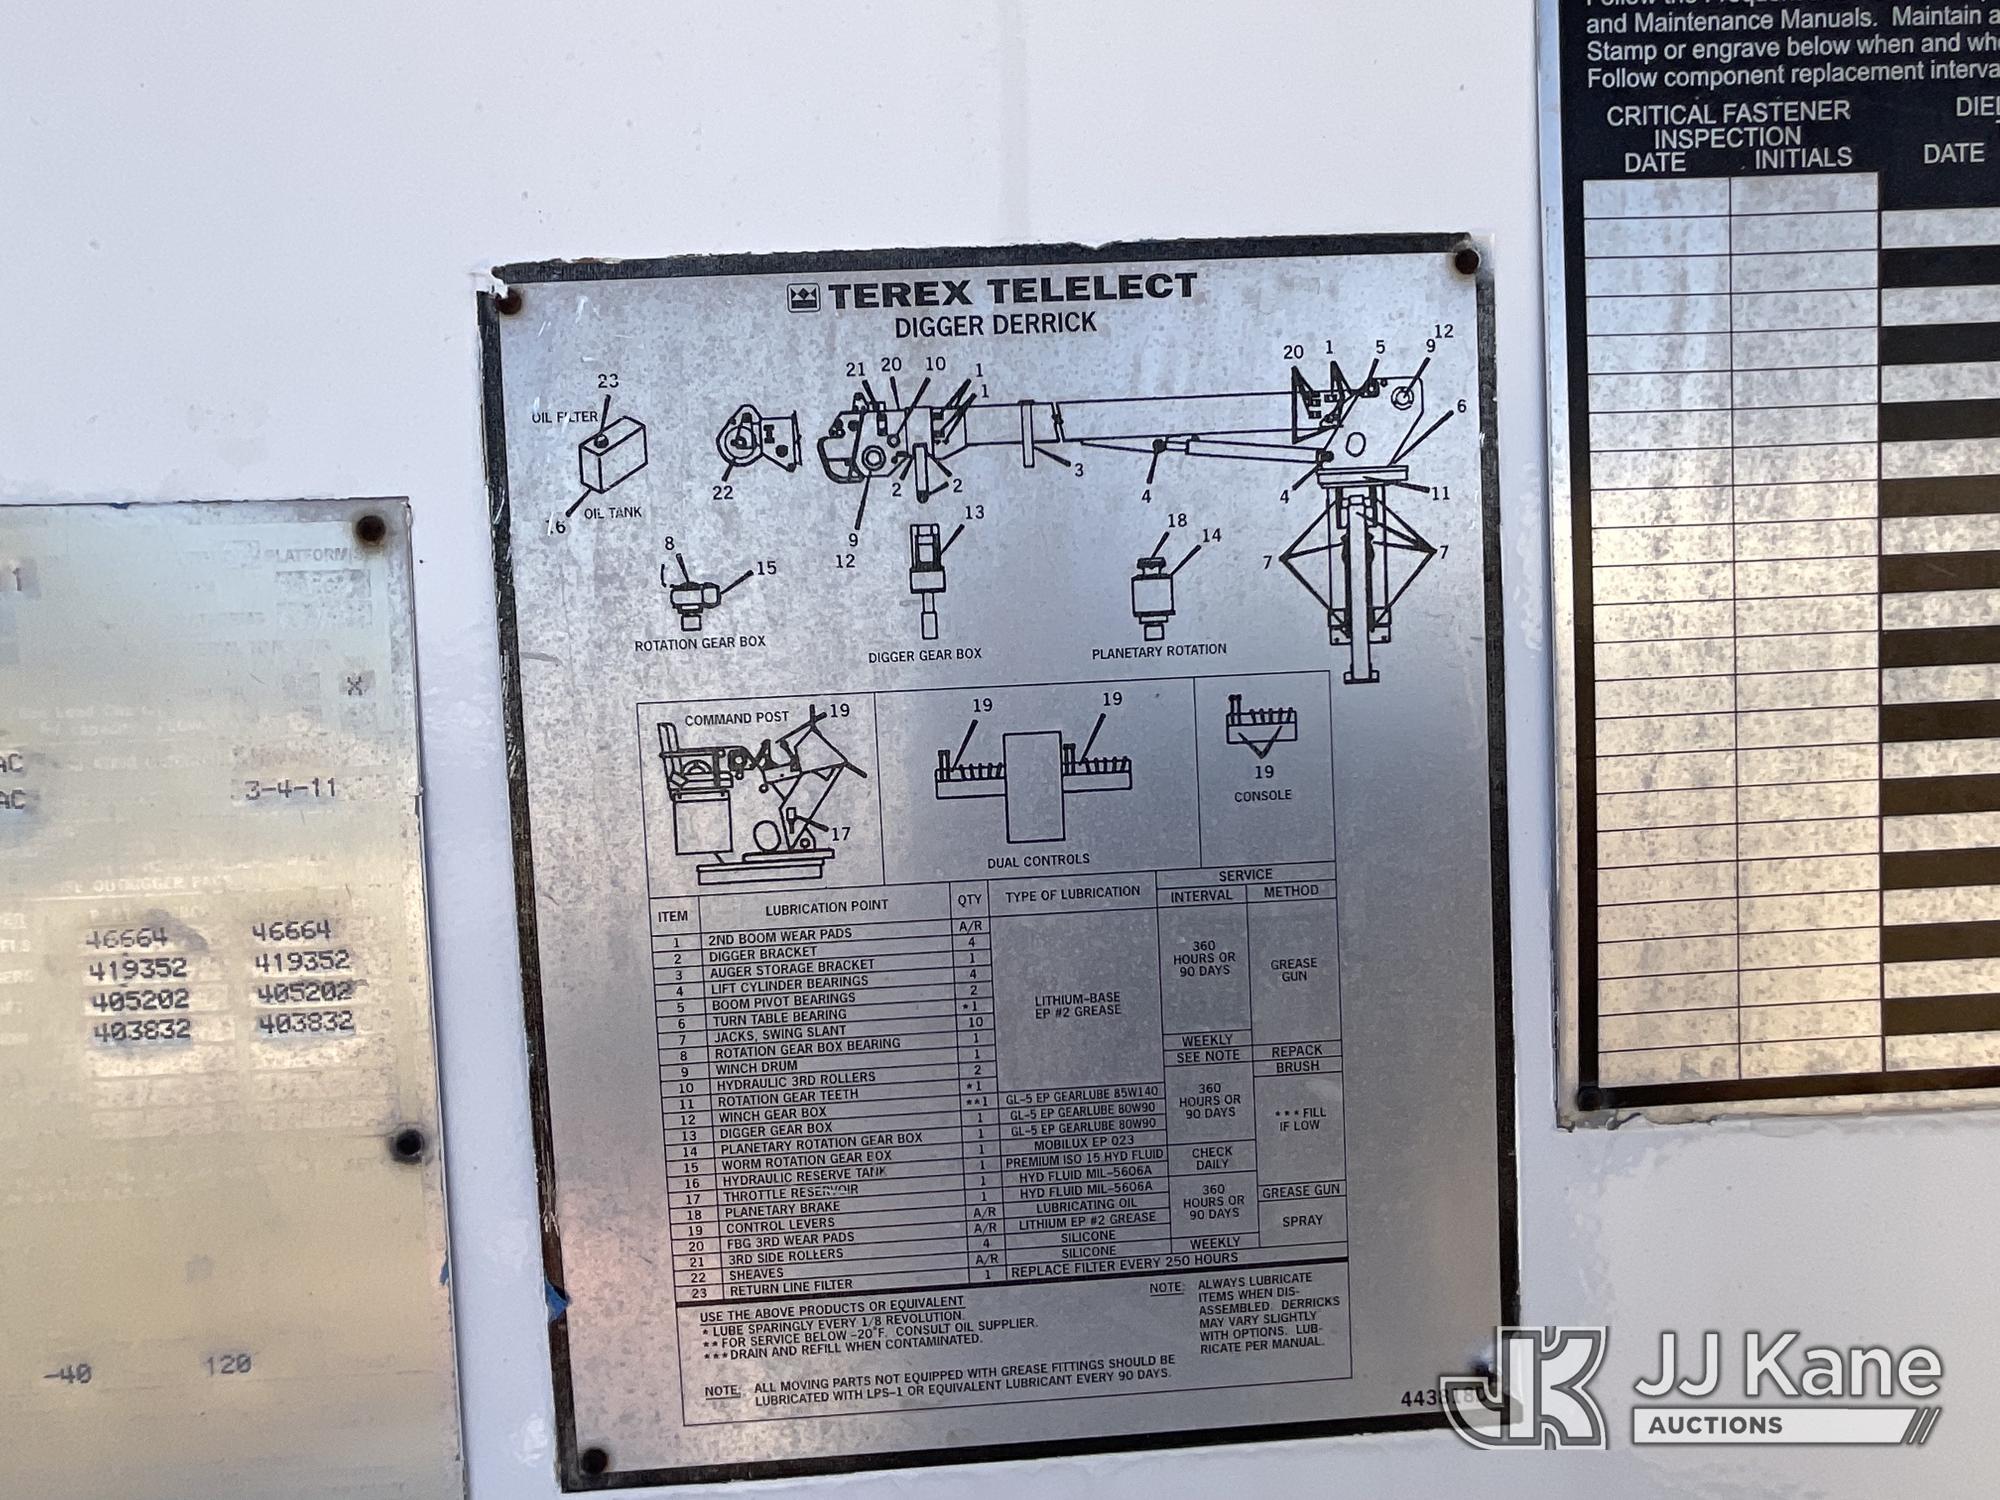 and Maintenance Manuals. Maintain a
Stamp or engrave below when and
Follow component replacement
CRITICAL FASTENER
INSPECTION
DATE INITIALS
DATE
TEREX TELELECT
DIGGER DERRICK
23
OIL FILTER
16
OIL TANK
22
21 20 10 1
1
2 2
9
12
3
4
20 1 5 9 12
6
4
11
7 7
8
15
ROTATION GEAR BOX
13
DIGGER GEAR BOX
18
14
PLANETARY ROTATION
COMMAND POST
19
17
19 19
DUAL CONTROLS
19
CONSOLE
ITEM LUBRICATION POINT QTY TYPE OF LUBRICATION SERVICE
INTERVAL METHOD
1 2ND BOOM WEAR PADS A/R
2 DIGGER BRACKET 4
3 AUGER STORAGE BRACKET 1
4 LIFT CYLINDER BEARINGS 4
5 BOOM PIVOT BEARINGS 2
6 TURN TABLE BEARING *1
7 JACKS, SWING SLANT 10
8 ROTATION GEAR BOX BEARING 1
9 WINCH DRUM 1
10 HYDRAULIC 3RD ROLLERS 2
11 ROTATION GEAR TEETH *1
LITHIUM-BASE
EP #2 GREASE
360
HOURS OR
90 DAYS
GREASE
GUN
WEEKLY
SEE NOTE REPACK
BRUSH
12 WINCH GEAR BOX **1 GL-5 EP GEARLUBE 85W140
13 DIGGER GEAR BOX 1 GL-5 EP GEARLUBE 80W90
14 PLANETARY ROTATION GEAR BOX 1 GL-5 EP GEARLUBE 80W90
15 WORM ROTATION GEAR BOX 1 MOBILUX EP 023
16 HYDRAULIC RESERVE TANK 1 PREMIUM ISO 15 HYD FLUID
17 THROTTLE RESERVOIR 1 HYD FLUID MIL-5606A
18 PLANETARY BRAKE 1 HYD FLUID MIL-5606A
19 CONTROL LEVERS A/R LUBRICATING OIL
20 FBG 3RD WEAR PADS A/R LITHIUM EP #2 GREASE
21 3RD SIDE ROLLERS 4 SILICONE
22 SHEAVES A/R SILICONE
23 RETURN LINE FILTER 1 REPLACE FILTER EVERY 250 HOURS
360
HOURS OR
90 DAYS
***FILL
IF LOW
CHECK
DAILY
360
HOURS OR
90 DAYS
GREASE GUN
SPRAY
WEEKLY
USE THE ABOVE PRODUCTS OR EQUIVALENT
* LUBE SPARINGLY EVERY 1/8 REVOLUTION.
** FOR SERVICE BELOW -20°F. CONSULT OIL SUPPLIER.
***DRAIN AND REFILL WHEN CONTAMINATED.
NOTE: ALWAYS LUBRICATE
ITEMS WHEN DIS-
ASSEMBLED. DERRICKS
MAY VARY SLIGHTLY
WITH OPTIONS. LUB-
RICATE PER MANUAL.
NOTE: ALL MOVING PARTS NOT EQUIPPED WITH GREASE FITTINGS SHOULD BE
LUBRICATED WITH LPS-1 OR EQUIVALENT LUBRICANT EVERY 90 DAYS.
PLATFORM
1
X
AC
AC 3-4-11
46664 46664
419352 419352
405202 405202
403832 403832
-40 120
JJ Kane
AUCTIONS